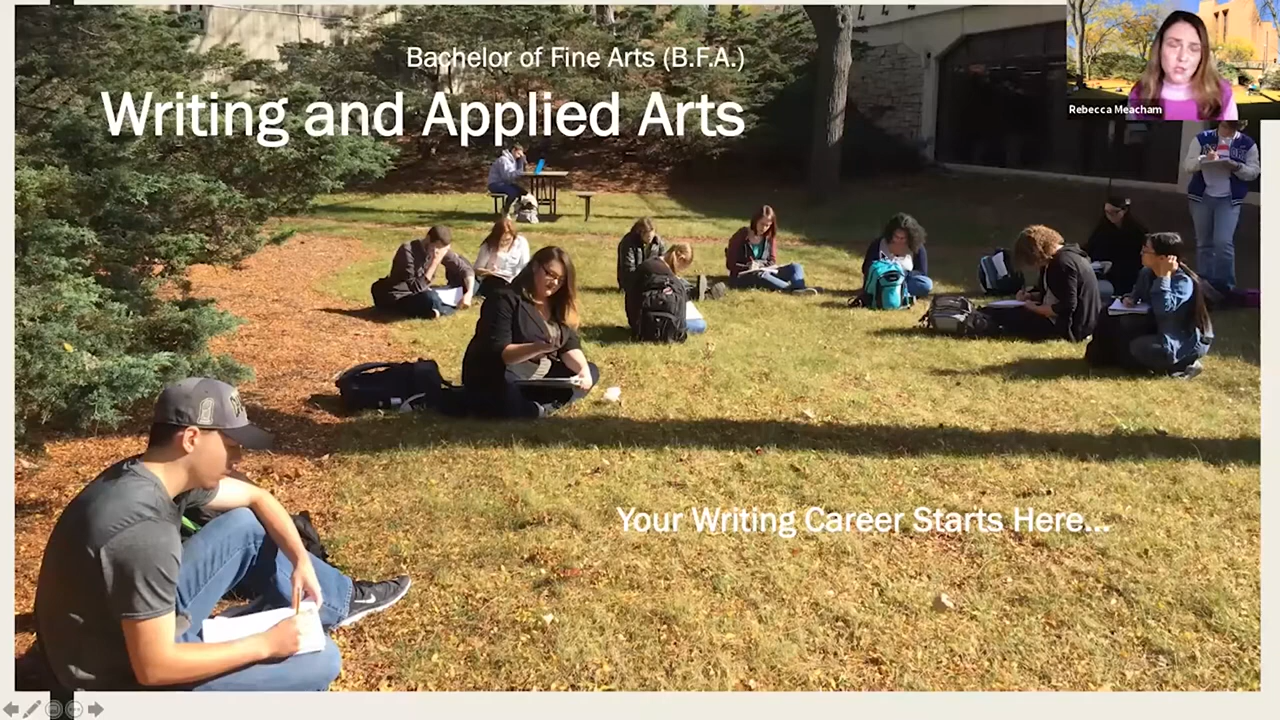 Bachelor of Fine Arts (B.F.A.)
Writing and Applied Arts
Rebecca Meacham
Your Writing Career Starts Here...